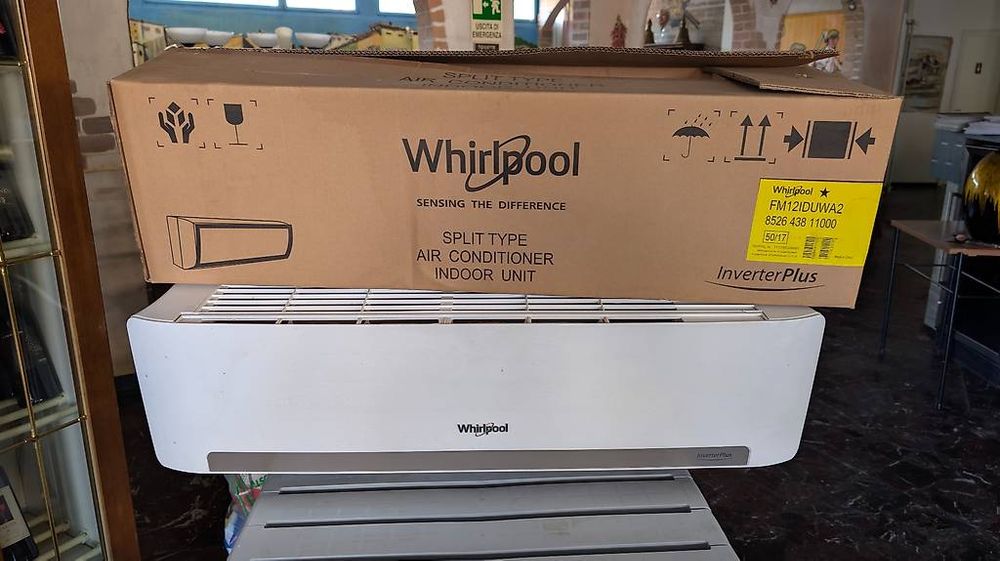 USCITA DI
EMERGENZA
SPLIT TYPE
AIR CONDITIONER
Whirlpool
SENSING THE DIFFERENCE
SPLIT TYPE
AIR CONDITIONER
INDOOR UNIT
Whirlpool
FM12IDUWA2
8526 438 11000
50/17
InverterPlus
Whirlpool
InverterPlus